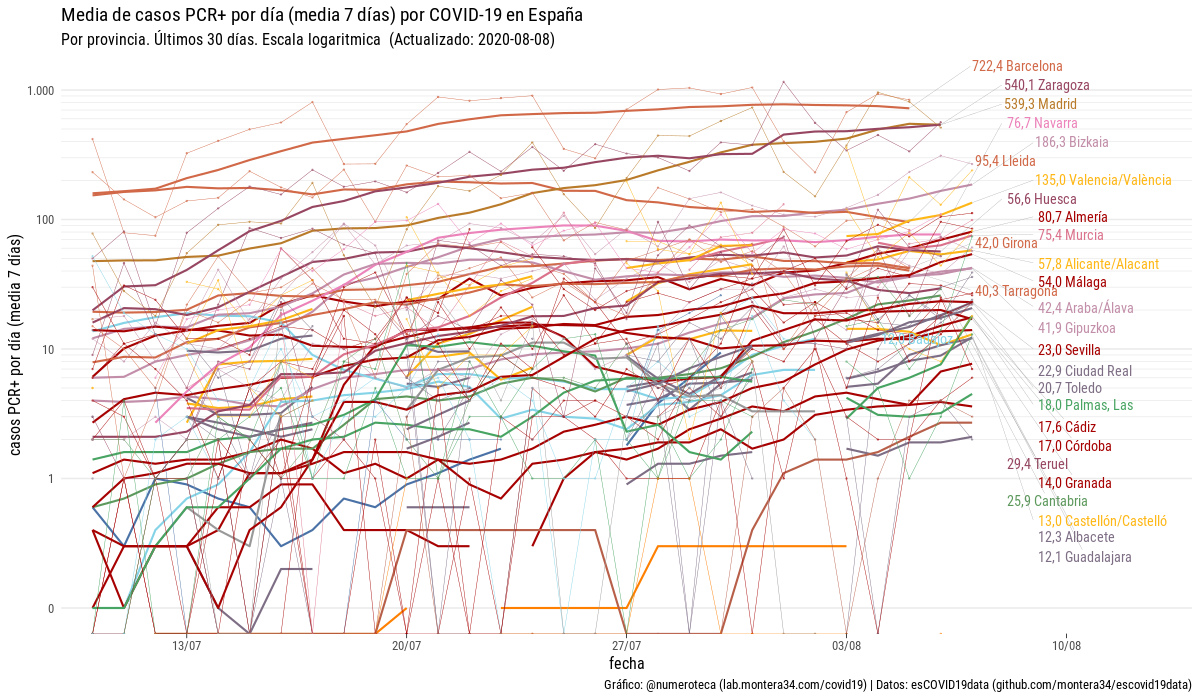 Media de casos PCR+ por día (media 7 días) por COVID-19 en España
Por provincia. Últimos 30 días. Escala logaritmica (Actualizado: 2020-08-08)
casos PCR+ por día (media 7 días)
1.000
100
10
1
0
722,4 Barcelona
540,1 Zaragoza
539,3 Madrid
76,7 Navarra
186,3 Bizkaia
95,4 Lleida
135,0 Valencia/València
56,6 Huesca
80,7 Almería
75,4 Murcia
42,0 Girona
57,8 Alicante/Alacant
54,0 Málaga
40,3 Tarragona
42,4 Araba/Álava
41,9 Gipuzkoa
23,0 Sevilla
22,9 Ciudad Real
20,7 Toledo
18,0 Palmas, Las
17,6 Cádiz
17,0 Córdoba
29,4 Teruel
14,0 Granada
25,9 Cantabria
13,0 Castellón/Castelló
12,3 Albacete
12,1 Guadalajara
13/07
20/07
27/07
03/08
10/08
fecha
Gráfico: @numeroteca (lab.montera34.com/covid19) | Datos: esCOVID19data (github.com/montera34/escovid19data)